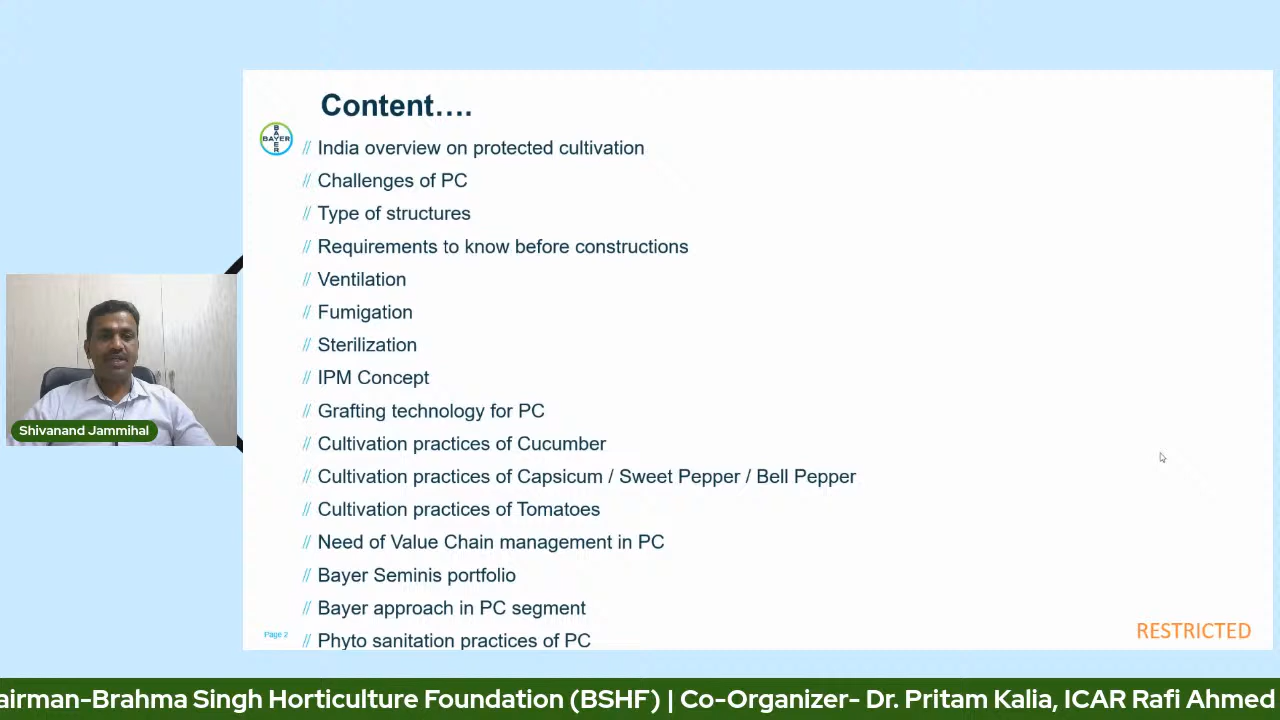 Content....
BAYER
BAYER
// India overview on protected cultivation
// Challenges of PC
// Type of structures
// Requirements to know before constructions
// Ventilation
// Fumigation
// Sterilization
// IPM Concept
// Grafting technology for PC
// Cultivation practices of Cucumber
// Cultivation practices of Capsicum / Sweet Pepper / Bell Pepper
// Cultivation practices of Tomatoes
// Need of Value Chain management in PC
// Bayer Seminis portfolio
// Bayer approach in PC segment
// Phyto sanitation practices of PC
Page 2
RESTRICTED
Shivanand Jammihal
airman-Brahma Singh Horticulture Foundation (BSHF) | Co-Organizer- Dr. Pritam Kalia, ICAR Rafi Ahmed